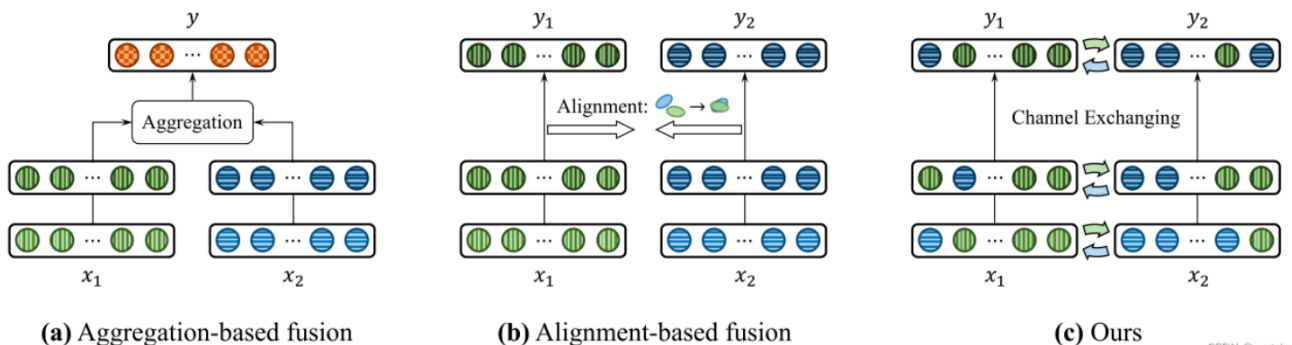 y
y₁
y₂
y₁
y₂
Aggregation
Alignment:
Channel Exchanging
x₁
x₂
x₁
x₂
x₁
x₂
(a) Aggregation-based fusion
(b) Alignment-based fusion
(c) Ours